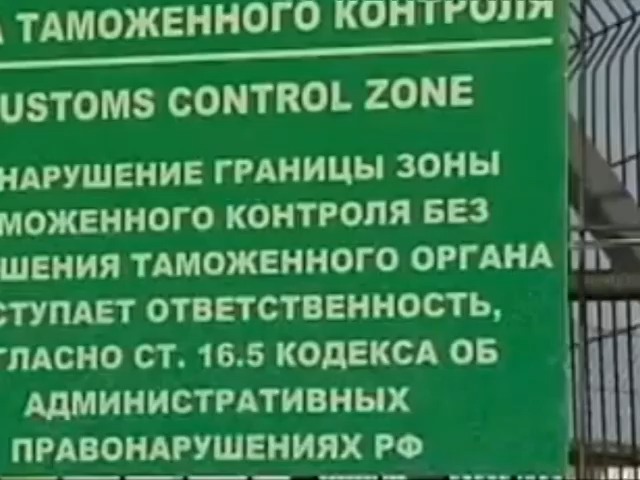 А ТАМОЖЕННОГО КОНТРОЛЯ
USTOMS CONTROL ZONE
НАРУШЕНИЕ ГРАНИЦЫ ЗОНЫ
МОЖЕННОГО КОНТРОЛЯ БЕЗ
ШЕНИЯ ТАМОЖЕННОГО ОРГАНА
СТУПАЕТ ОТВЕТСТВЕННОСТЬ,
ГЛАСНО СТ. 16.5 КОДЕКСА ОБ
АДМИНИСТРАТИВНЫХ
ПРАВОНАРУШЕНИЯХ РФ